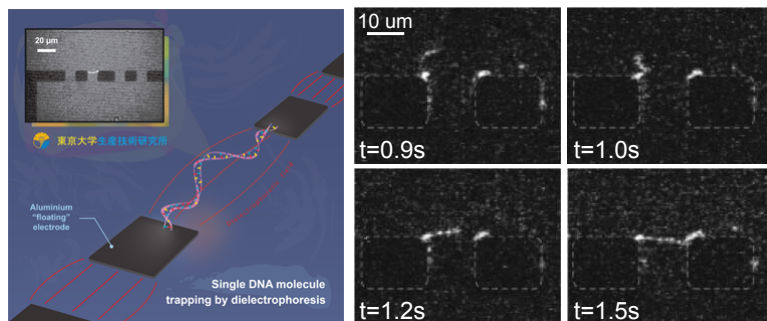 20 μm
東京大学生産技術研究所
Aluminium
"floating"
electrode
Single DNA molecule
trapping by dielectrophoresis
10 um
t=0.9s
t=1.0s
t=1.2s
t=1.5s